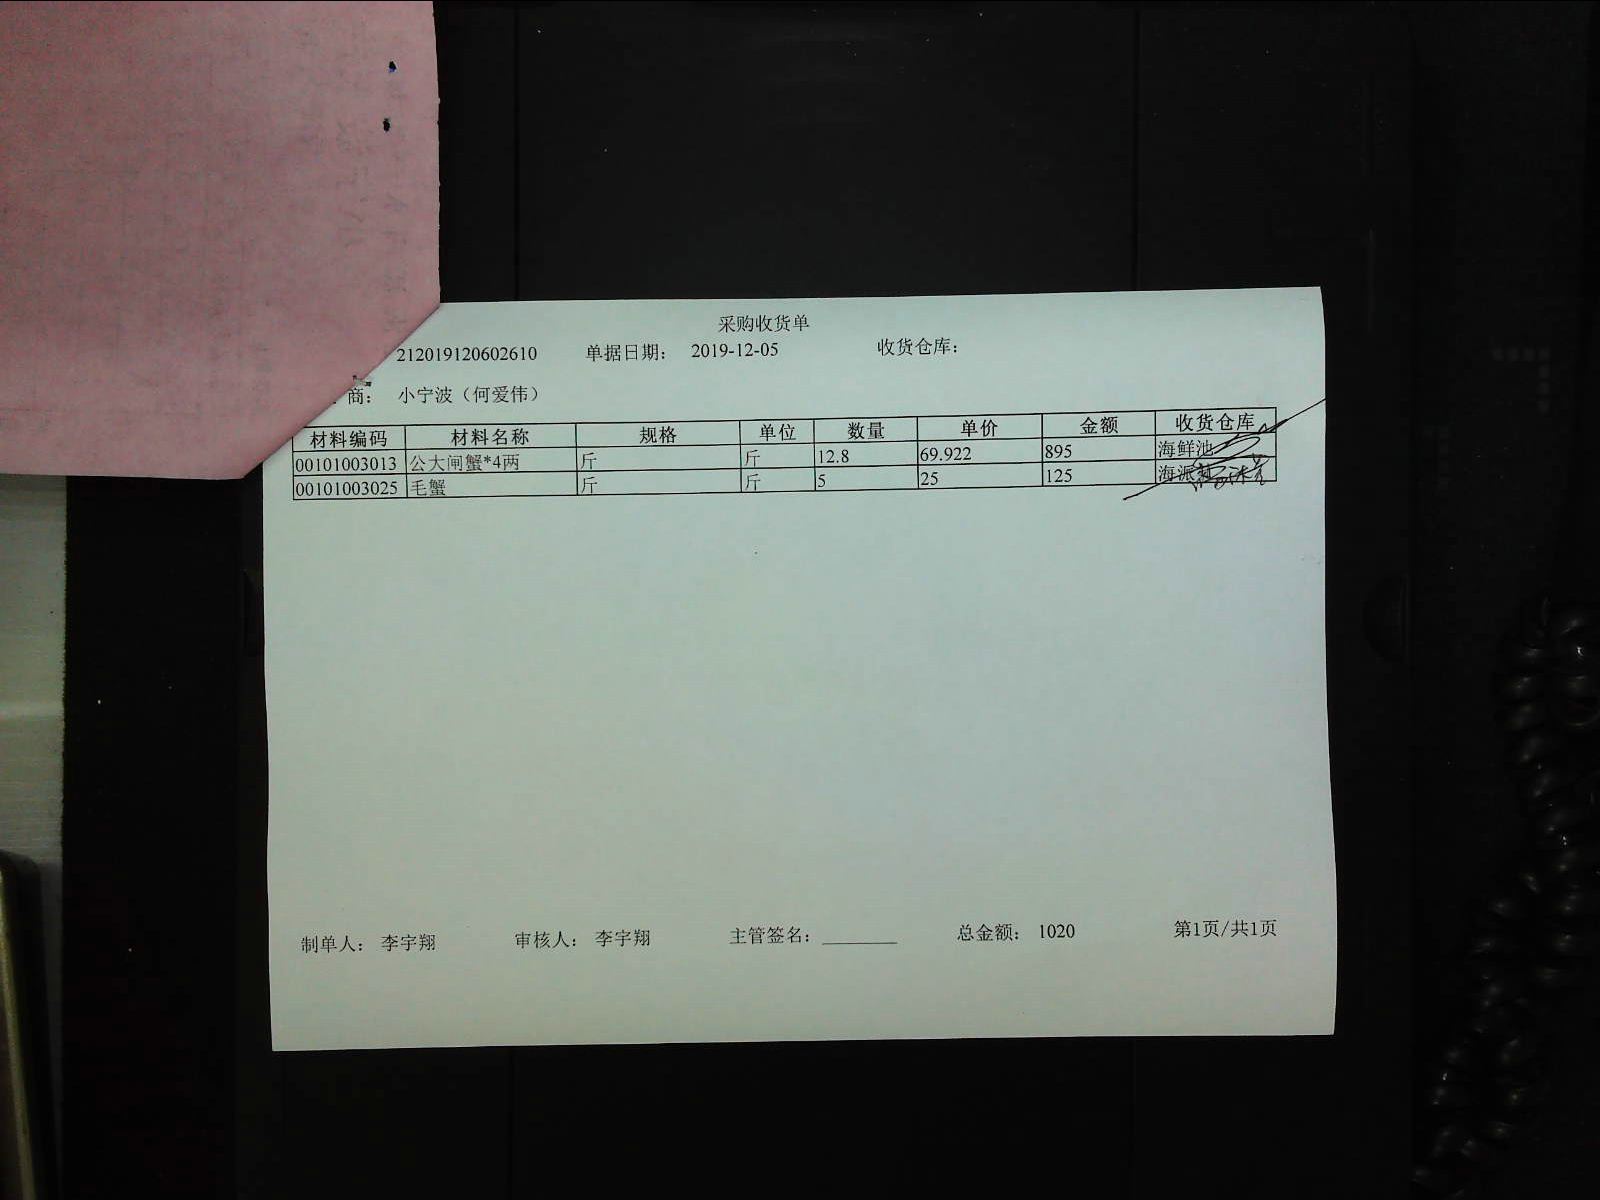 采购收货单
212019120602610 单据日期： 2019-12-05 收货仓库：
商： 小宁波（何爱伟）
材料编码 材料名称 规格 单位 数量 单价 金额 收货仓库
00101003013 公大闸蟹*4两 斤 斤 12.8 69.922 895 海鲜池
00101003025 毛蟹 斤 斤 5 25 125 海派
制单人： 李宇翔 审核人： 李宇翔 主管签名： 总金额： 1020 第1页/共1页